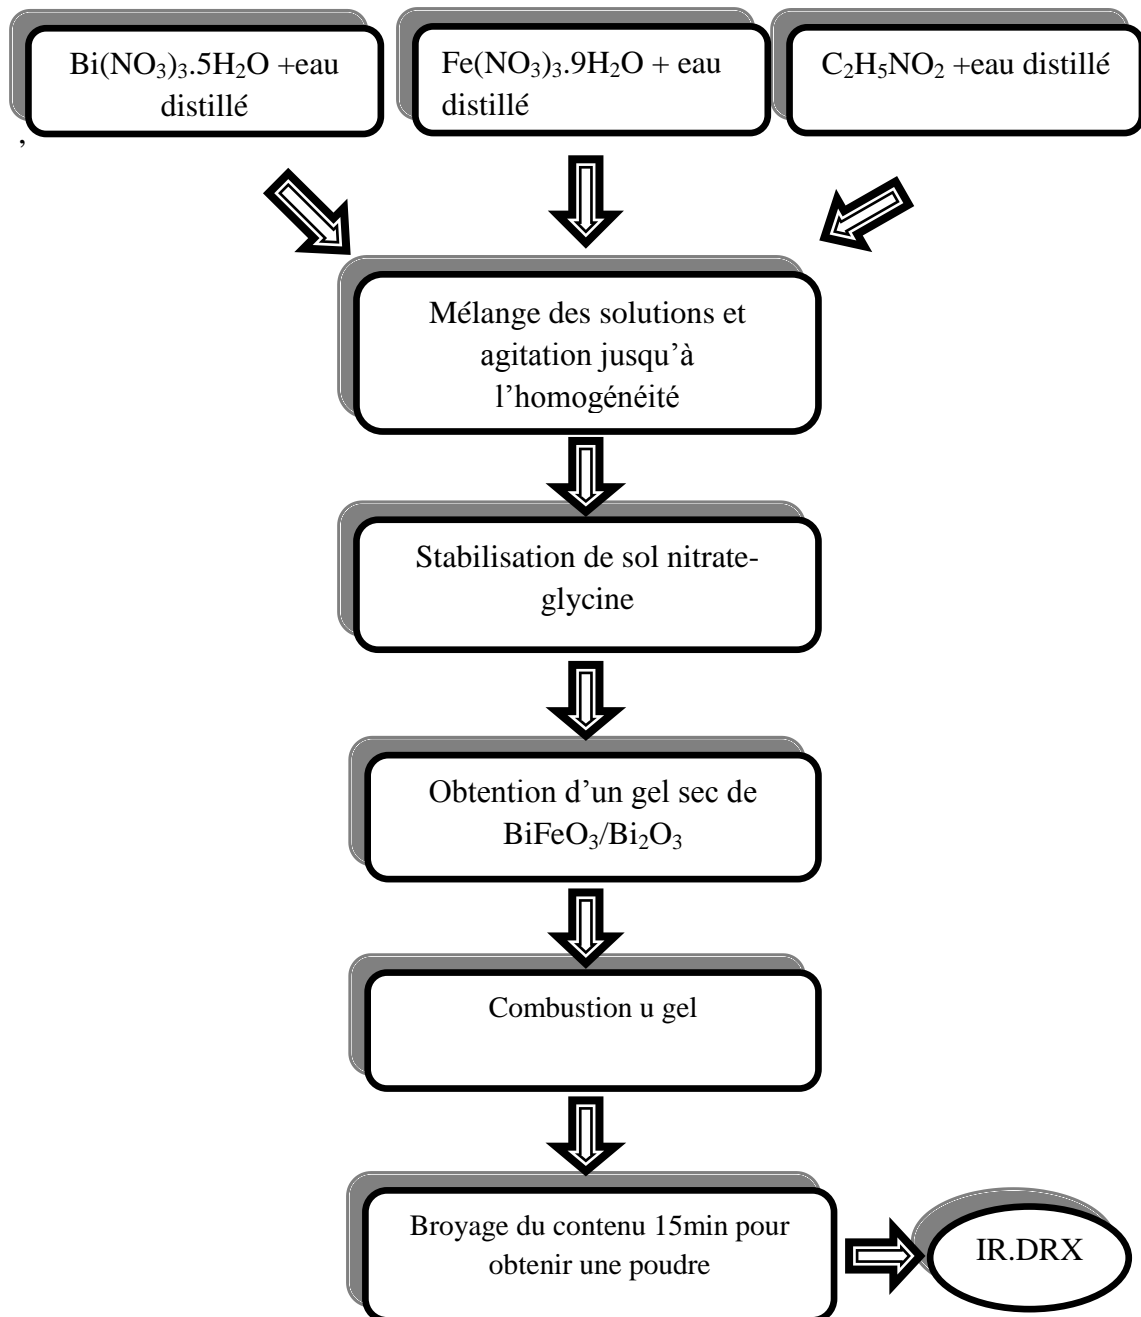 Bi(NO₃)₃.5H₂O +eau
distillé
Fe(NO₃)₃.9H₂O + eau
distillé
C₂H₅NO₂ +eau distillé
,
Mélange des solutions et
agitation jusqu’à
l’homogénéité
Stabilisation de sol nitrate-
glycine
Obtention d’un gel sec de
BiFeO₃/Bi₂O₃
Combustion u gel
Broyage du contenu 15min pour
obtenir une poudre
IR.DRX